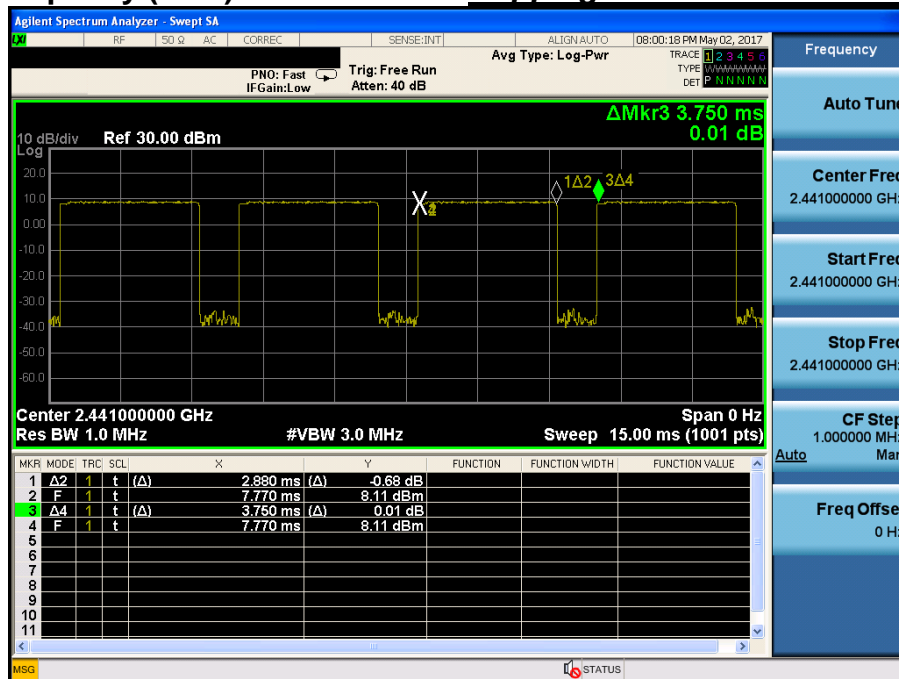 Agilent Spectrum Analyzer - Swept SA
LXI RF 50 Ω AC CORREC SENSE:INT ALIGNAUTO 08:00:18 PM May 02, 2017
Avg Type: Log-Pwr TRACE 1 2 3 4 5 6
PNO: Fast Trig: Free Run TYPE WWWWWW
IFGain:Low Atten: 40 dB DET P N N N N N
ΔMkr3 3.750 ms
10 dB/div Ref 30.00 dBm 0.01 dB
Log
20.0
1Δ2 3Δ4
10.0
0.00
-10.0
-20.0
-30.0
-40.0
-50.0
-60.0
Center 2.441000000 GHz Span 0 Hz
Res BW 1.0 MHz #VBW 3.0 MHz Sweep 15.00 ms (1001 pts)
MKR MODE TRC SCL X Y FUNCTION FUNCTION WIDTH FUNCTION VALUE
1 Δ2 1 t (Δ) 2.880 ms (Δ) -0.68 dB
2 F 1 t 7.770 ms 8.11 dBm
3 Δ4 1 t (Δ) 3.750 ms (Δ) 0.01 dB
4 F 1 t 7.770 ms 8.11 dBm
5
6
7
8
9
10
11
MSG STATUS
Frequency
Auto Tune
Center Freq
2.441000000 GHz
Start Freq
2.441000000 GHz
Stop Freq
2.441000000 GHz
CF Step
1.000000 MHz
Auto Man
Freq Offset
0 Hz